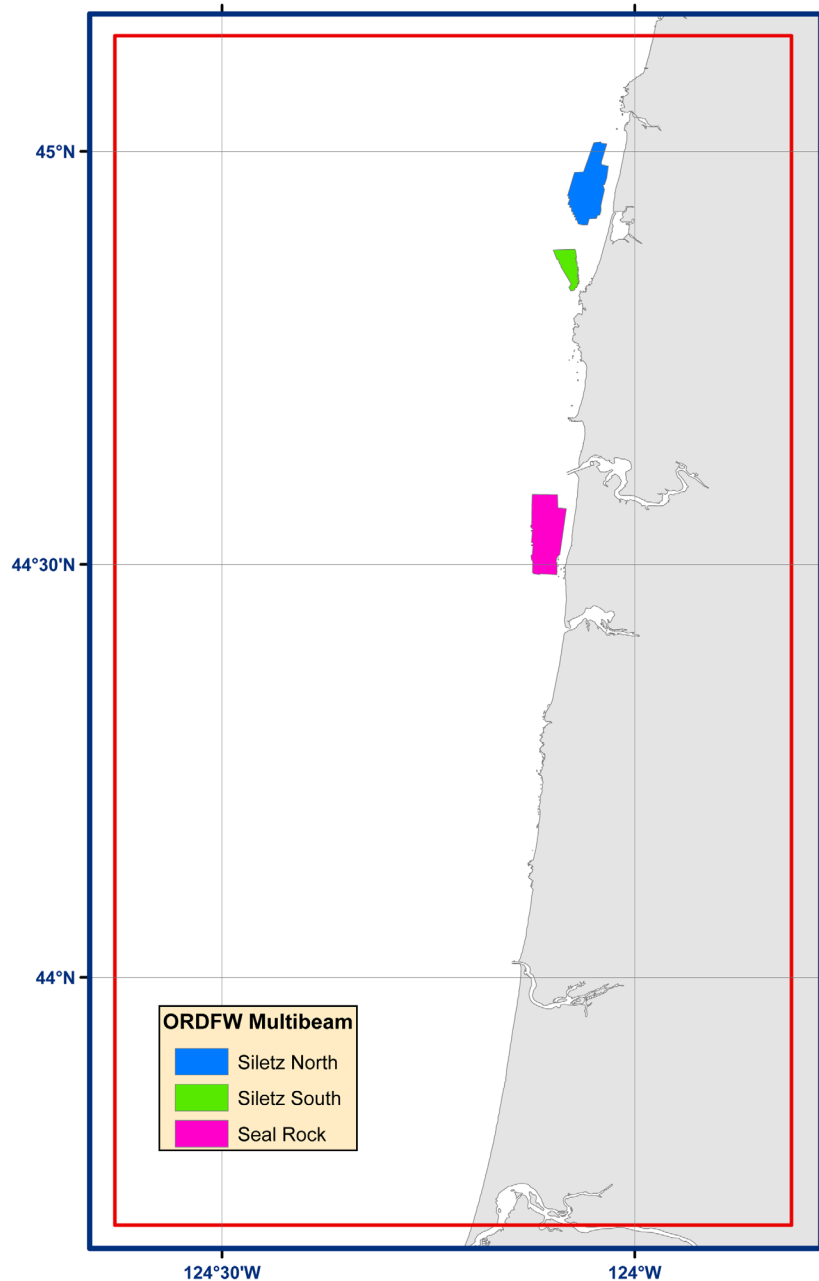 45°N
44°30'N
44°N
ORDFW Multibeam
Siletz North
Siletz South
Seal Rock
124°30'W
124°W